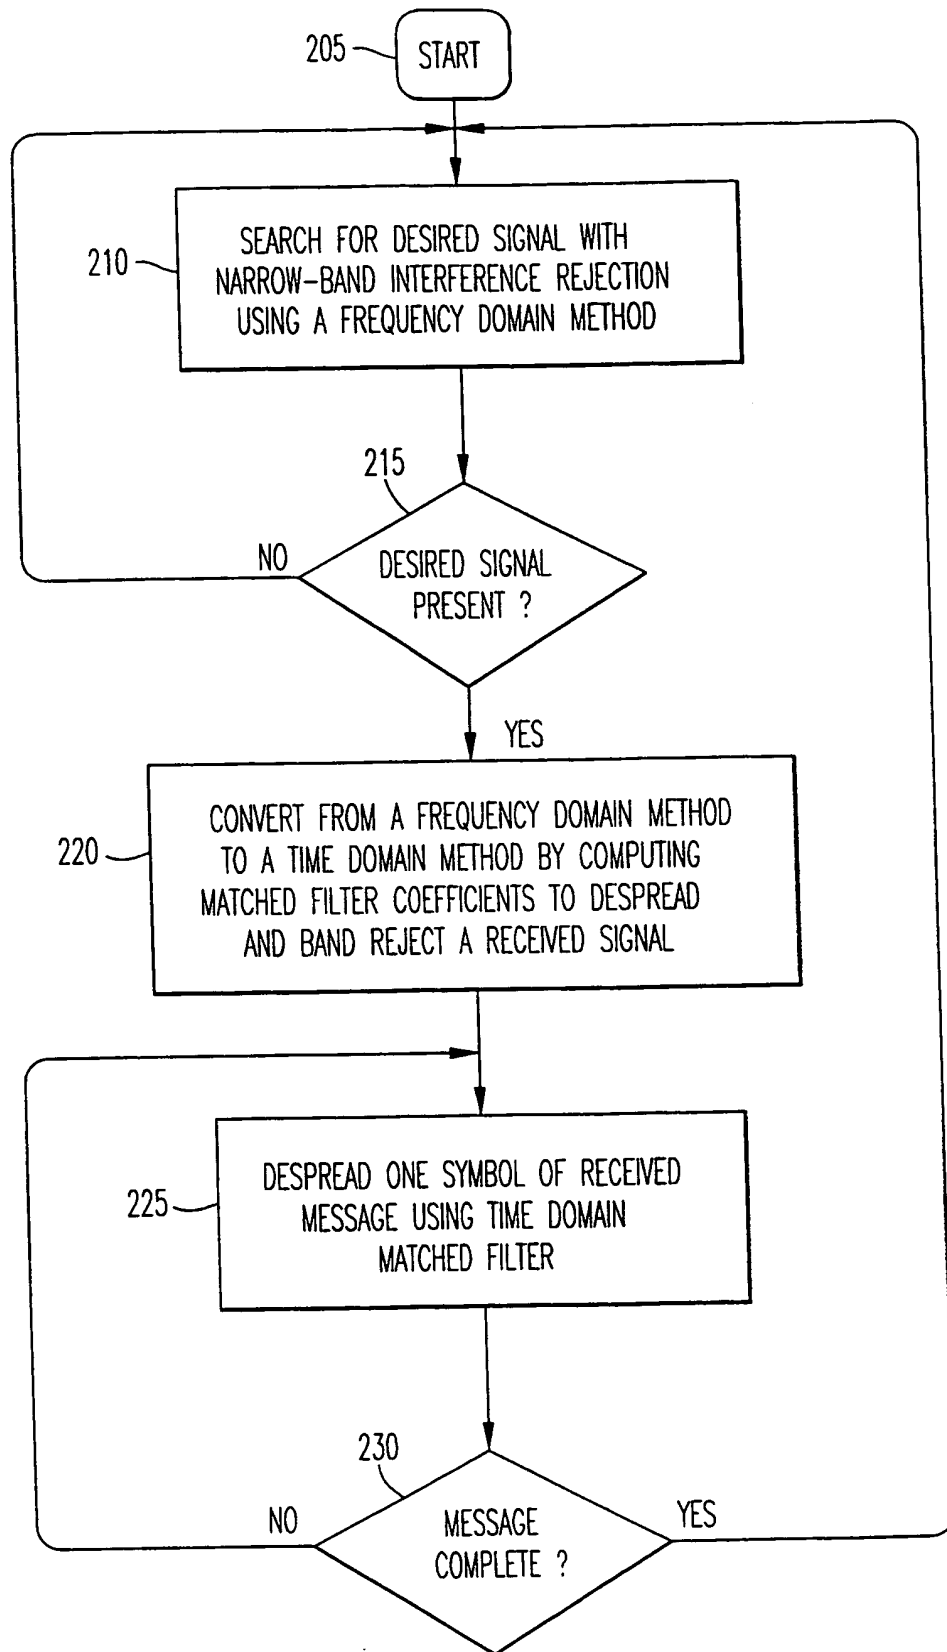 205
START
210
SEARCH FOR DESIRED SIGNAL WITH
NARROW-BAND INTERFERENCE REJECTION
USING A FREQUENCY DOMAIN METHOD
215
NO
DESIRED SIGNAL
PRESENT ?
YES
220
CONVERT FROM A FREQUENCY DOMAIN METHOD
TO A TIME DOMAIN METHOD BY COMPUTING
MATCHED FILTER COEFFICIENTS TO DESPREAD
AND BAND REJECT A RECEIVED SIGNAL
225
DESPREAD ONE SYMBOL OF RECEIVED
MESSAGE USING TIME DOMAIN
MATCHED FILTER
230
NO
MESSAGE
COMPLETE ?
YES